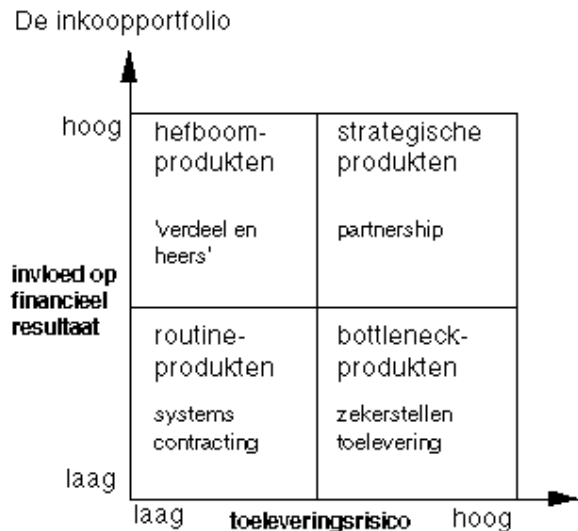 De inkoopportfolio
hoog
hefboom-
produkten
'verdeel en
heers'
strategische
produkten
partnership
invloed op
financieel
resultaat
routine-
produkten
systems
contracting
bottleneck-
produkten
zekerstellen
toelevering
laag
laag
toeleveringsrisico
hoog